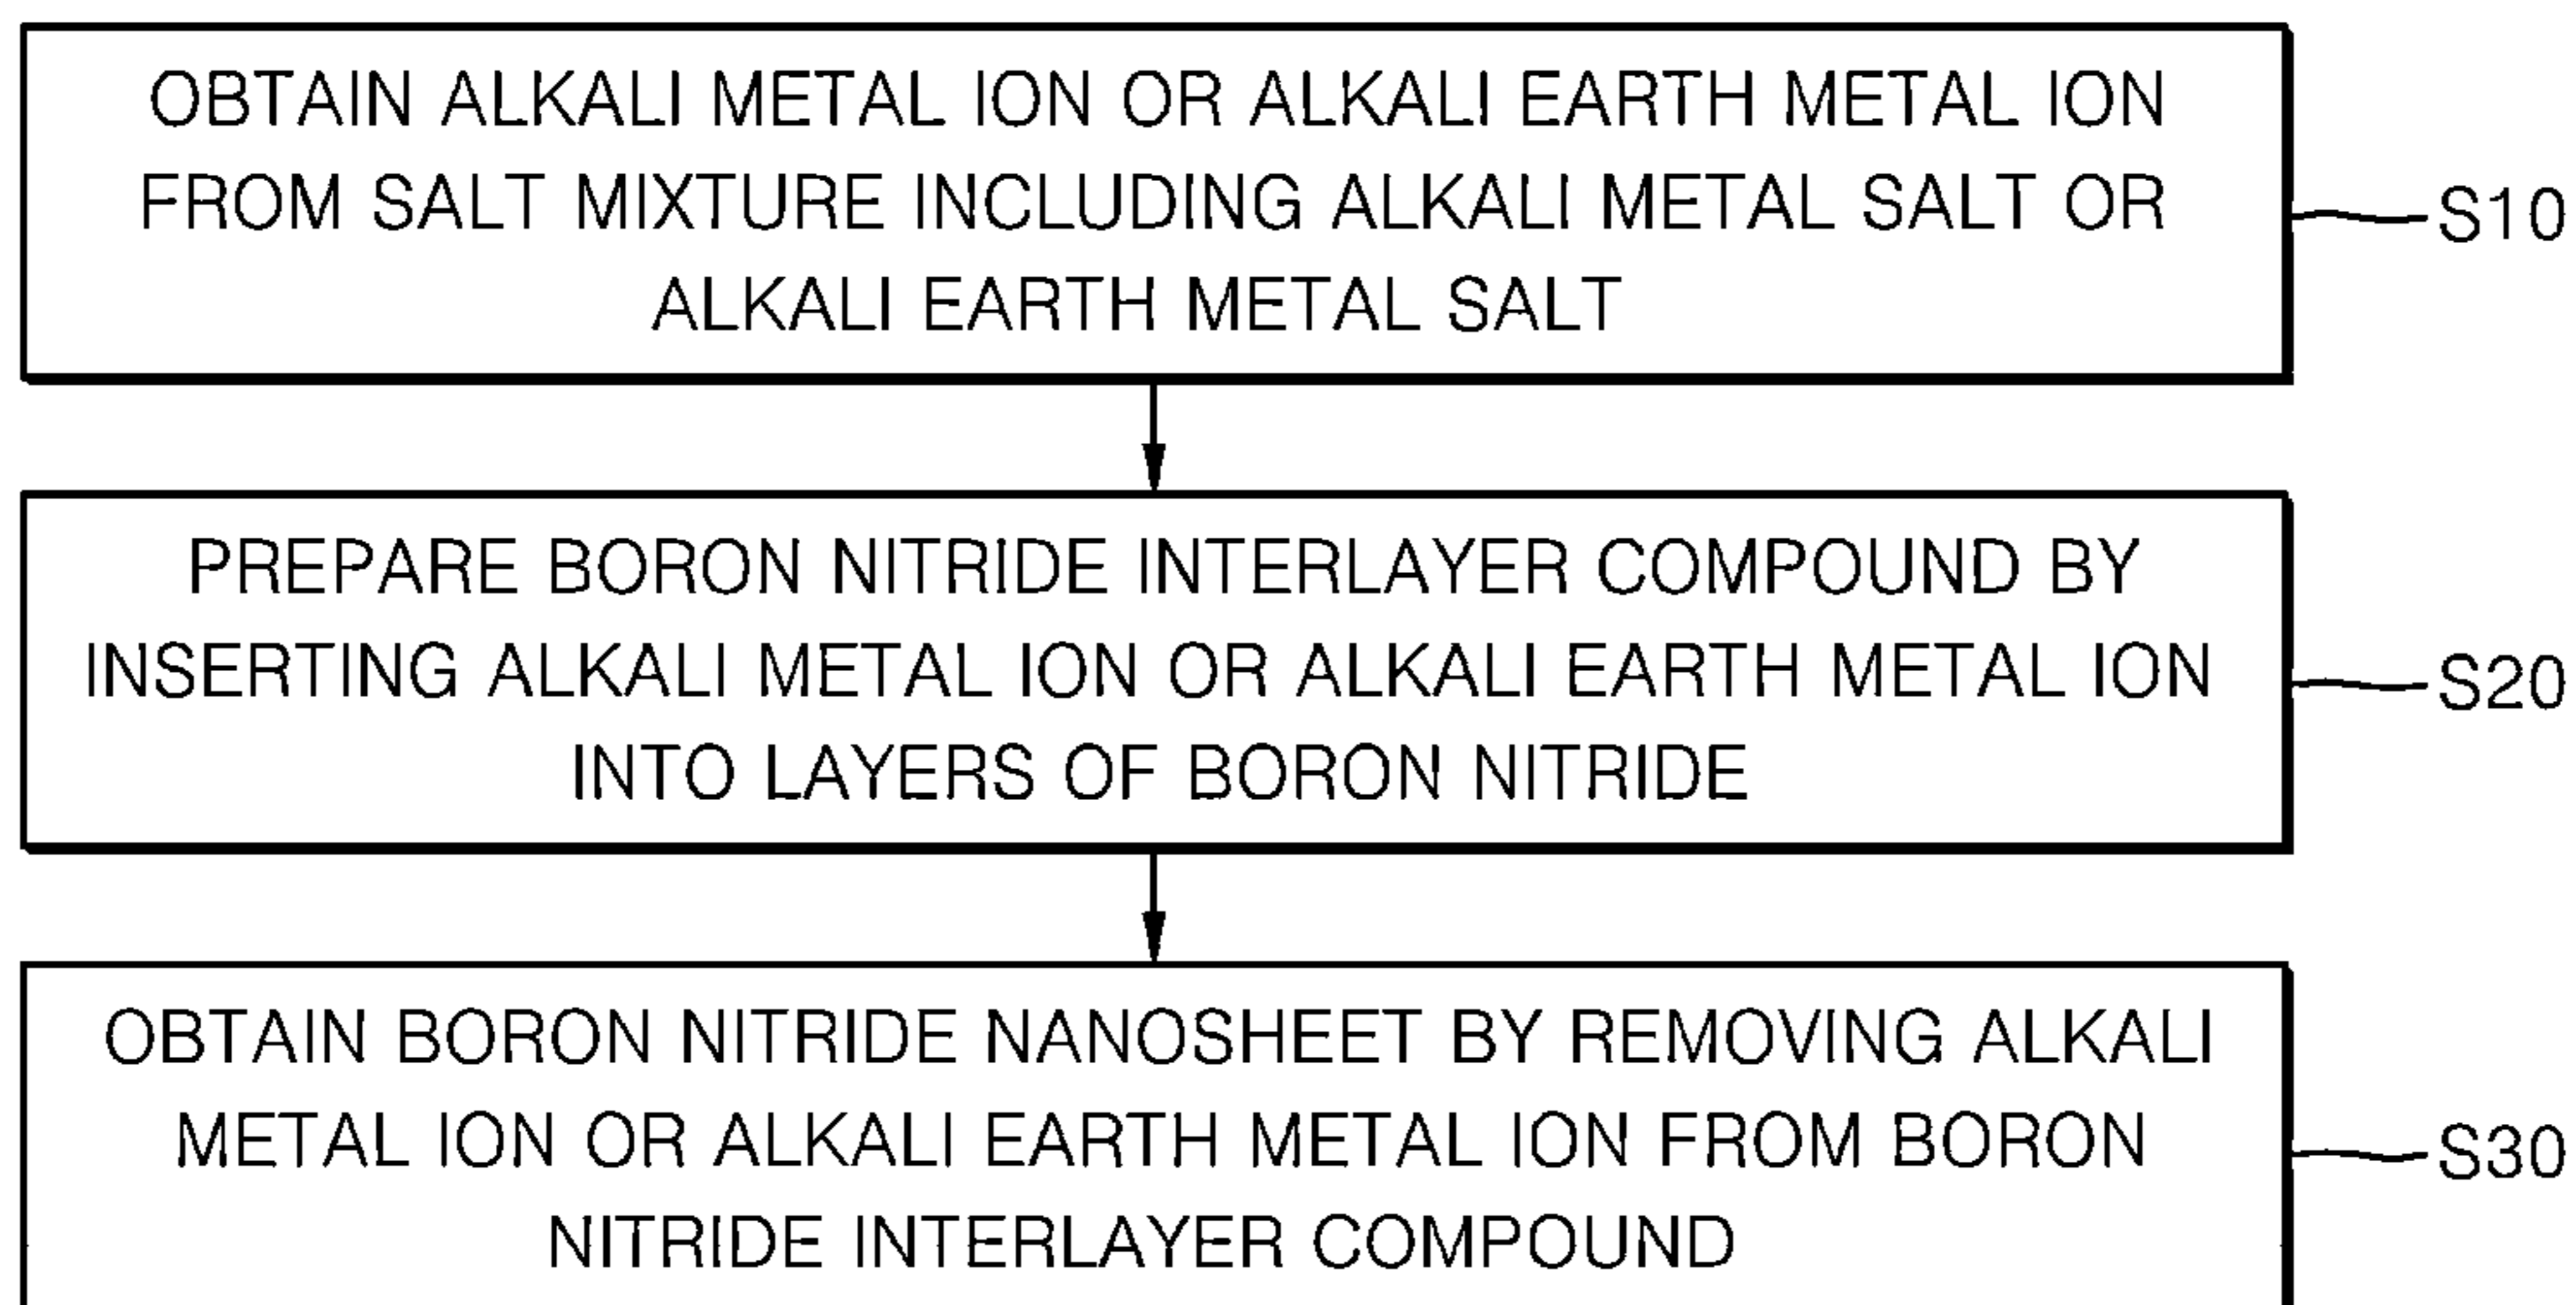 OBTAIN ALKALI METAL ION OR ALKALI EARTH METAL ION
FROM SALT MIXTURE INCLUDING ALKALI METAL SALT OR
ALKALI EARTH METAL SALT
S10
PREPARE BORON NITRIDE INTERLAYER COMPOUND BY
INSERTING ALKALI METAL ION OR ALKALI EARTH METAL ION
INTO LAYERS OF BORON NITRIDE
S20
OBTAIN BORON NITRIDE NANOSHEET BY REMOVING ALKALI
METAL ION OR ALKALI EARTH METAL ION FROM BORON
NITRIDE INTERLAYER COMPOUND
S30